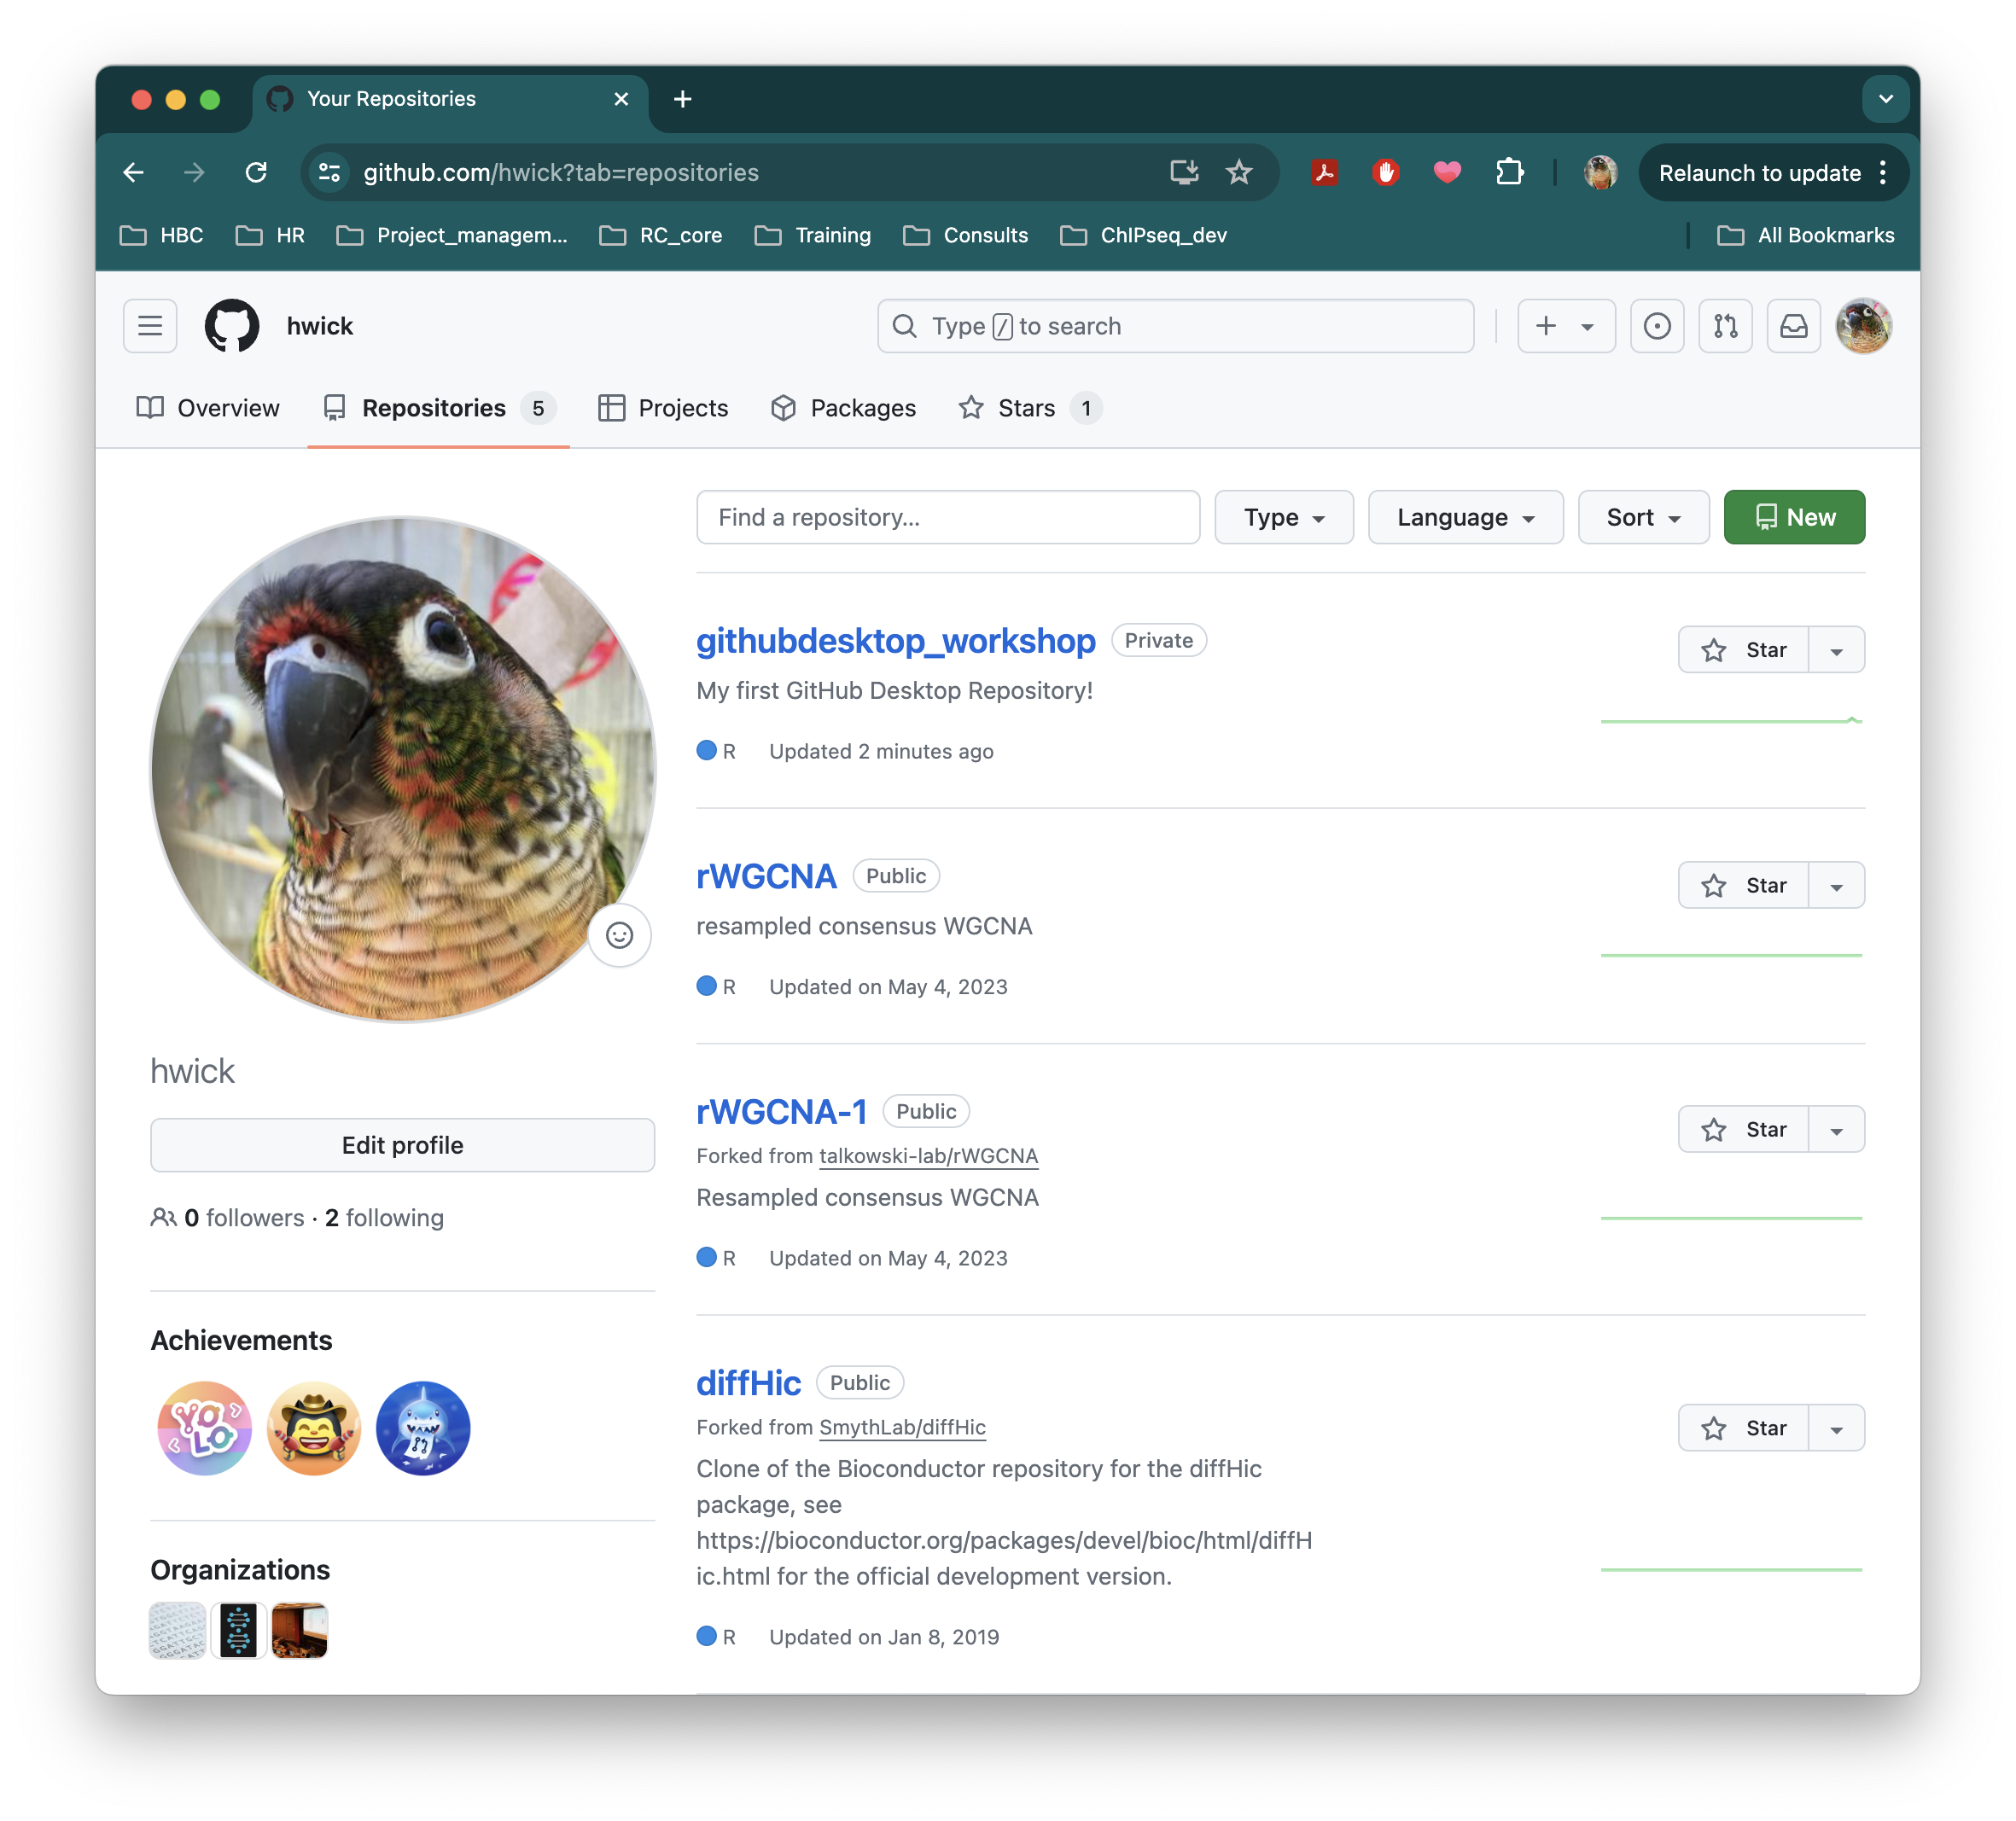 Your Repositories
github.com/hwick?tab=repositories
Relaunch to update
HBC
HR
Project_managem...
RC_core
Training
Consults
ChIPseq_dev
All Bookmarks
hwick
Type / to search
Overview
Repositories 5
Projects
Packages
Stars 1
Find a repository...
Type
Language
Sort
New
githubdesktop_workshop Private
Star
My first GitHub Desktop Repository!
R Updated 2 minutes ago
rWGCNA Public
Star
resampled consensus WGCNA
R Updated on May 4, 2023
rWGCNA-1 Public
Star
Forked from talkowski-lab/rWGCNA
Resampled consensus WGCNA
R Updated on May 4, 2023
diffHic Public
Star
Forked from SmythLab/diffHic
Clone of the Bioconductor repository for the diffHic
package, see
https://bioconductor.org/packages/devel/bioc/html/diffH
ic.html for the official development version.
R Updated on Jan 8, 2019
hwick
Edit profile
0 followers · 2 following
Achievements
YOLO
Organizations